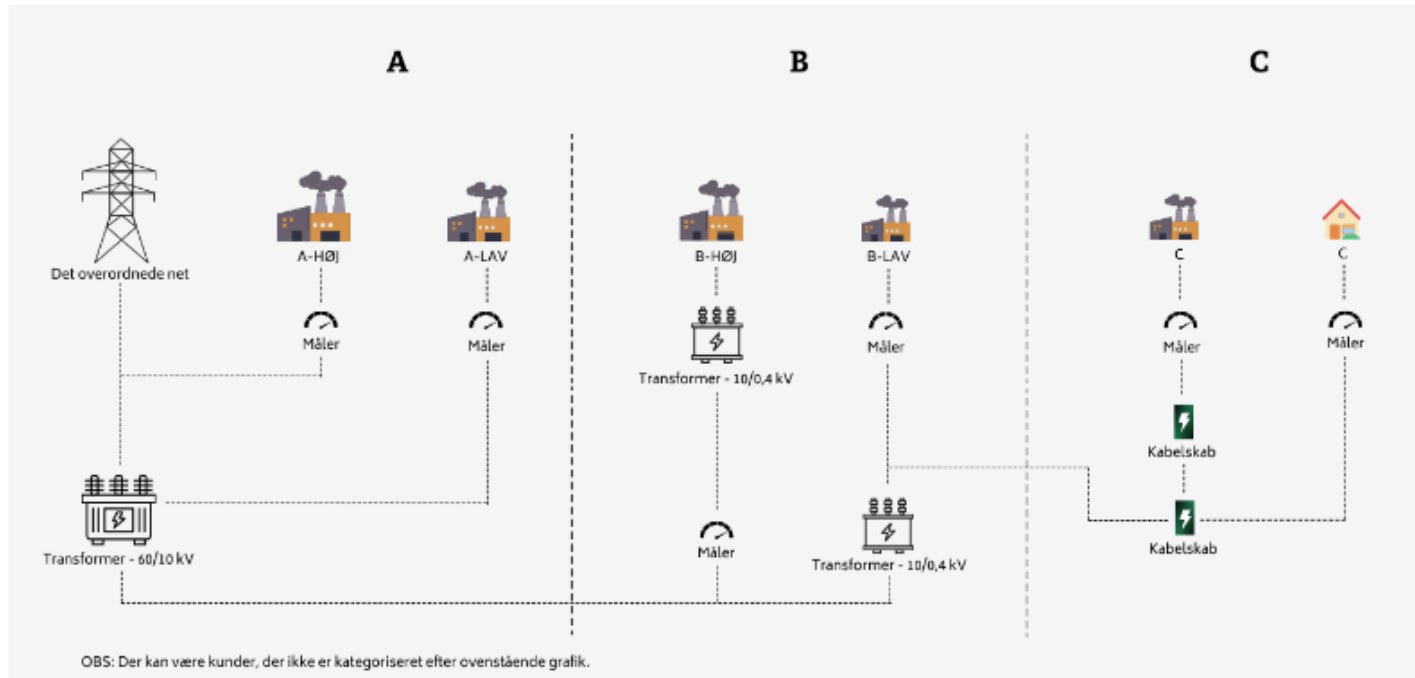 A
B
C
Det overordnede net
A-HØJ
A-LAV
B-HØJ
B-LAV
C
C
Måler
Måler
Transformer - 10/0,4 kV
Måler
Måler
Måler
Kabelskab
Transformer - 60/10 kV
Måler
Transformer - 10/0,4 kV
Kabelskab
OBS: Der kan være kunder, der ikke er kategoriseret efter ovenstående grafik.